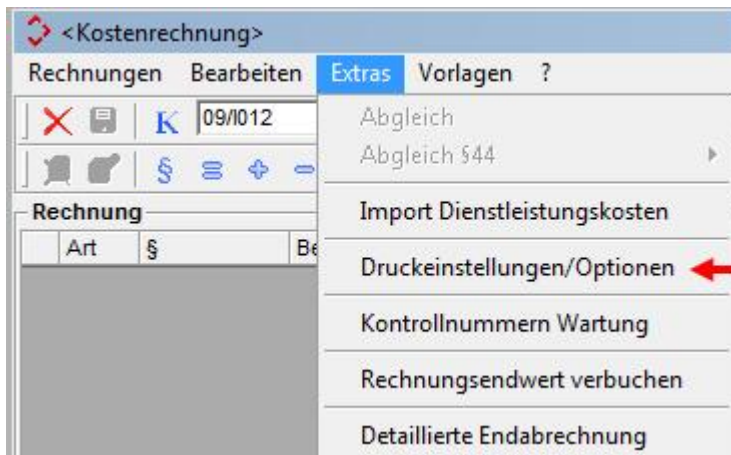 <Kostenrechnung>
Rechnungen Bearbeiten Extras Vorlagen ?
K 09/I012
Abgleich
Abgleich §44
§
Rechnung
Art § Be
Import Dienstleistungskosten
Druckeinstellungen/Optionen
Kontrollnummern Wartung
Rechnungsendwert verbuchen
Detaillierte Endabrechnung